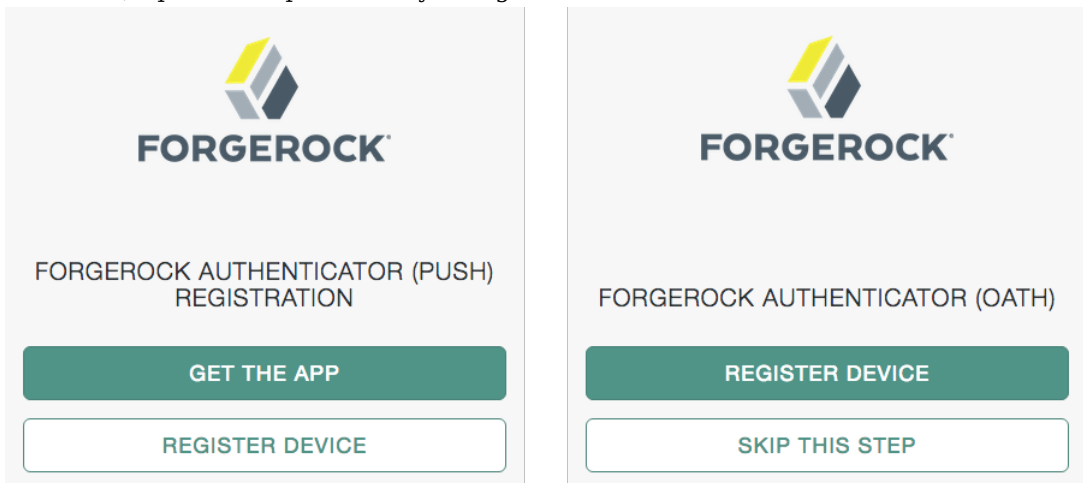 FORGEROCK
FORGEROCK AUTHENTICATOR (PUSH)
REGISTRATION
GET THE APP
REGISTER DEVICE
FORGEROCK
FORGEROCK AUTHENTICATOR (OATH)
REGISTER DEVICE
SKIP THIS STEP